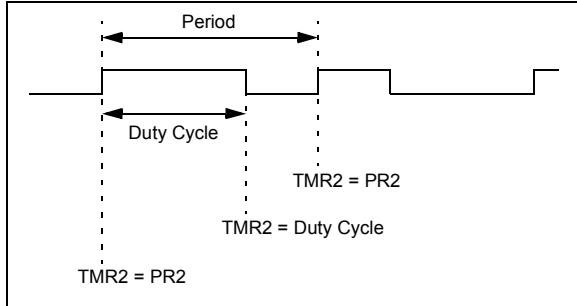 Period
Duty Cycle
TMR2 = PR2
TMR2 = Duty Cycle
TMR2 = PR2